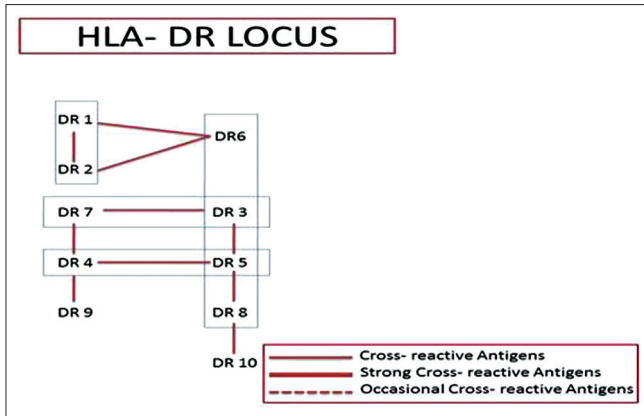 HLA- DR LOCUS
DR 1
DR6
DR 2
DR 7
DR 3
DR 4
DR 5
DR 9
DR 8
DR 10
Cross- reactive Antigens
Strong Cross- reactive Antigens
Occasional Cross- reactive Antigens